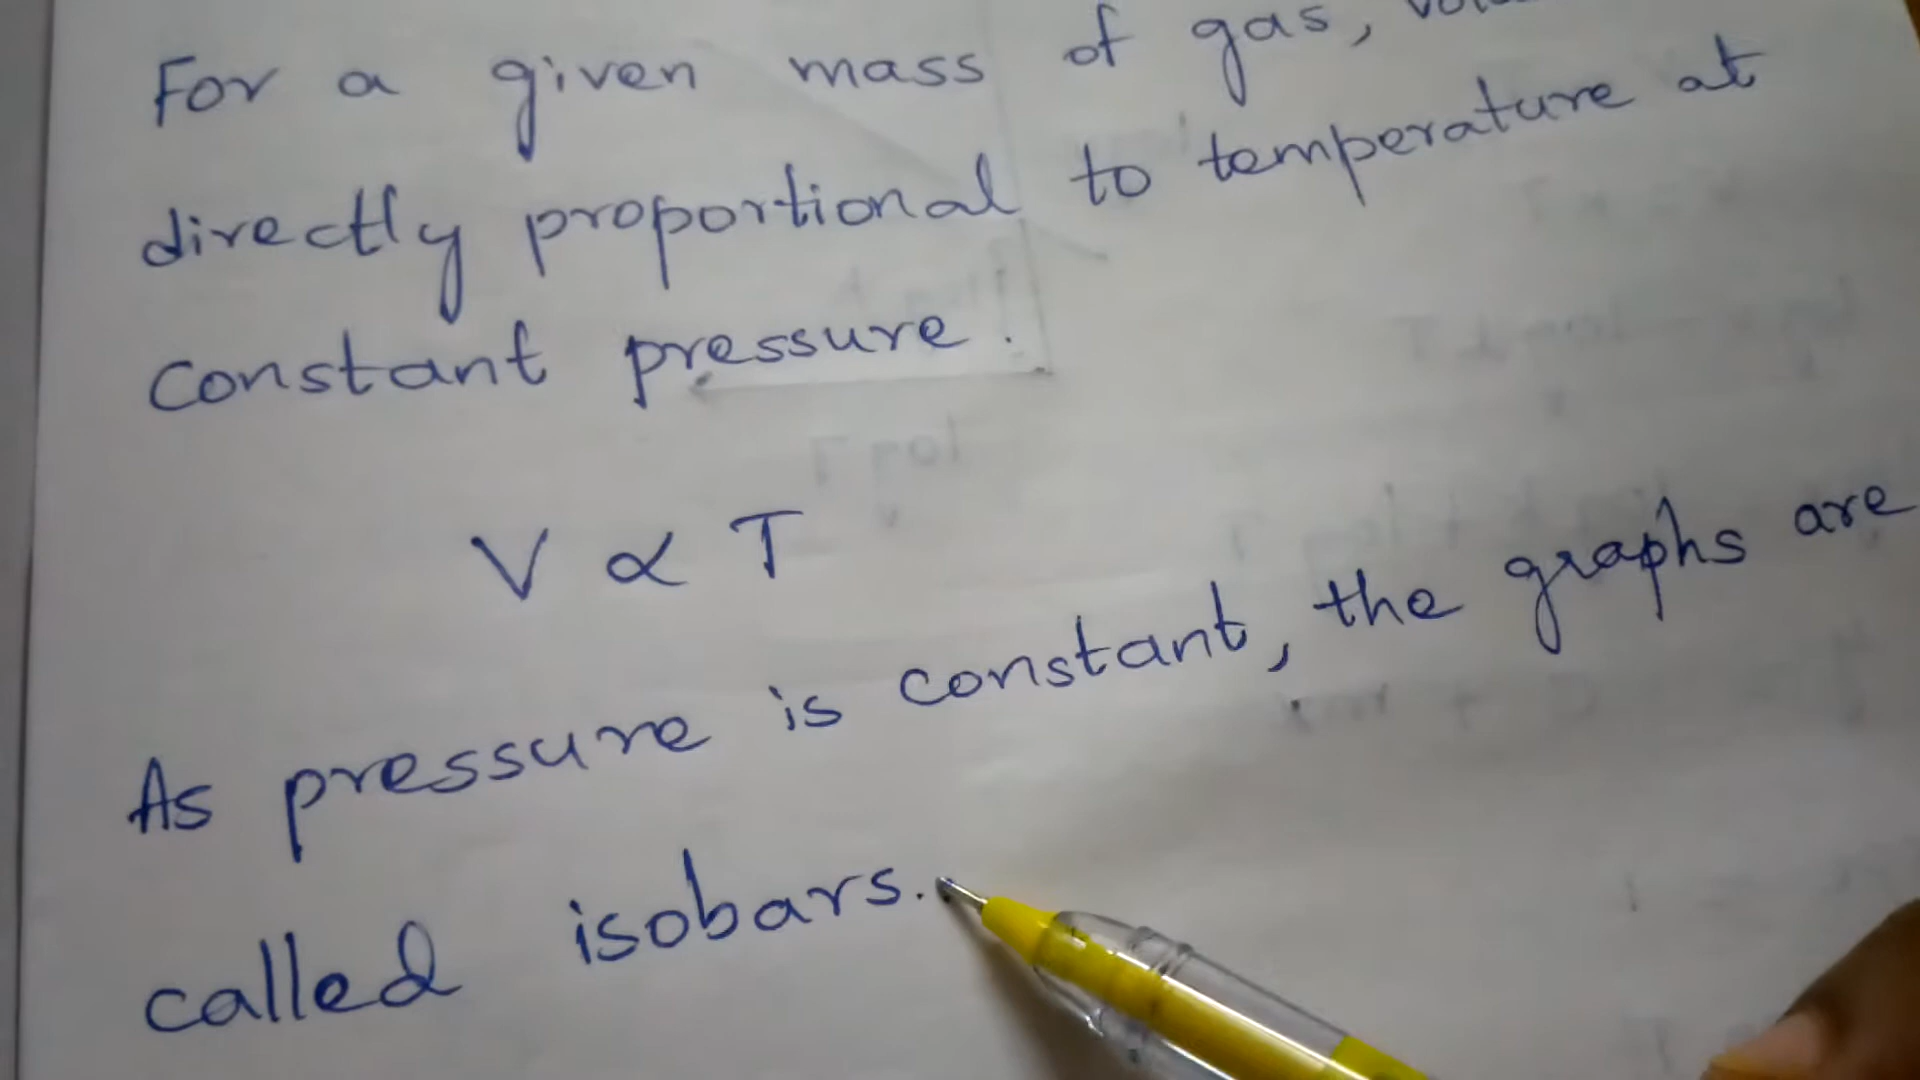 For a given mass of gas,
directly proportional to temperature at
constant pressure.
V ∝ T
As pressure is constant, the graphs are
called isobars.